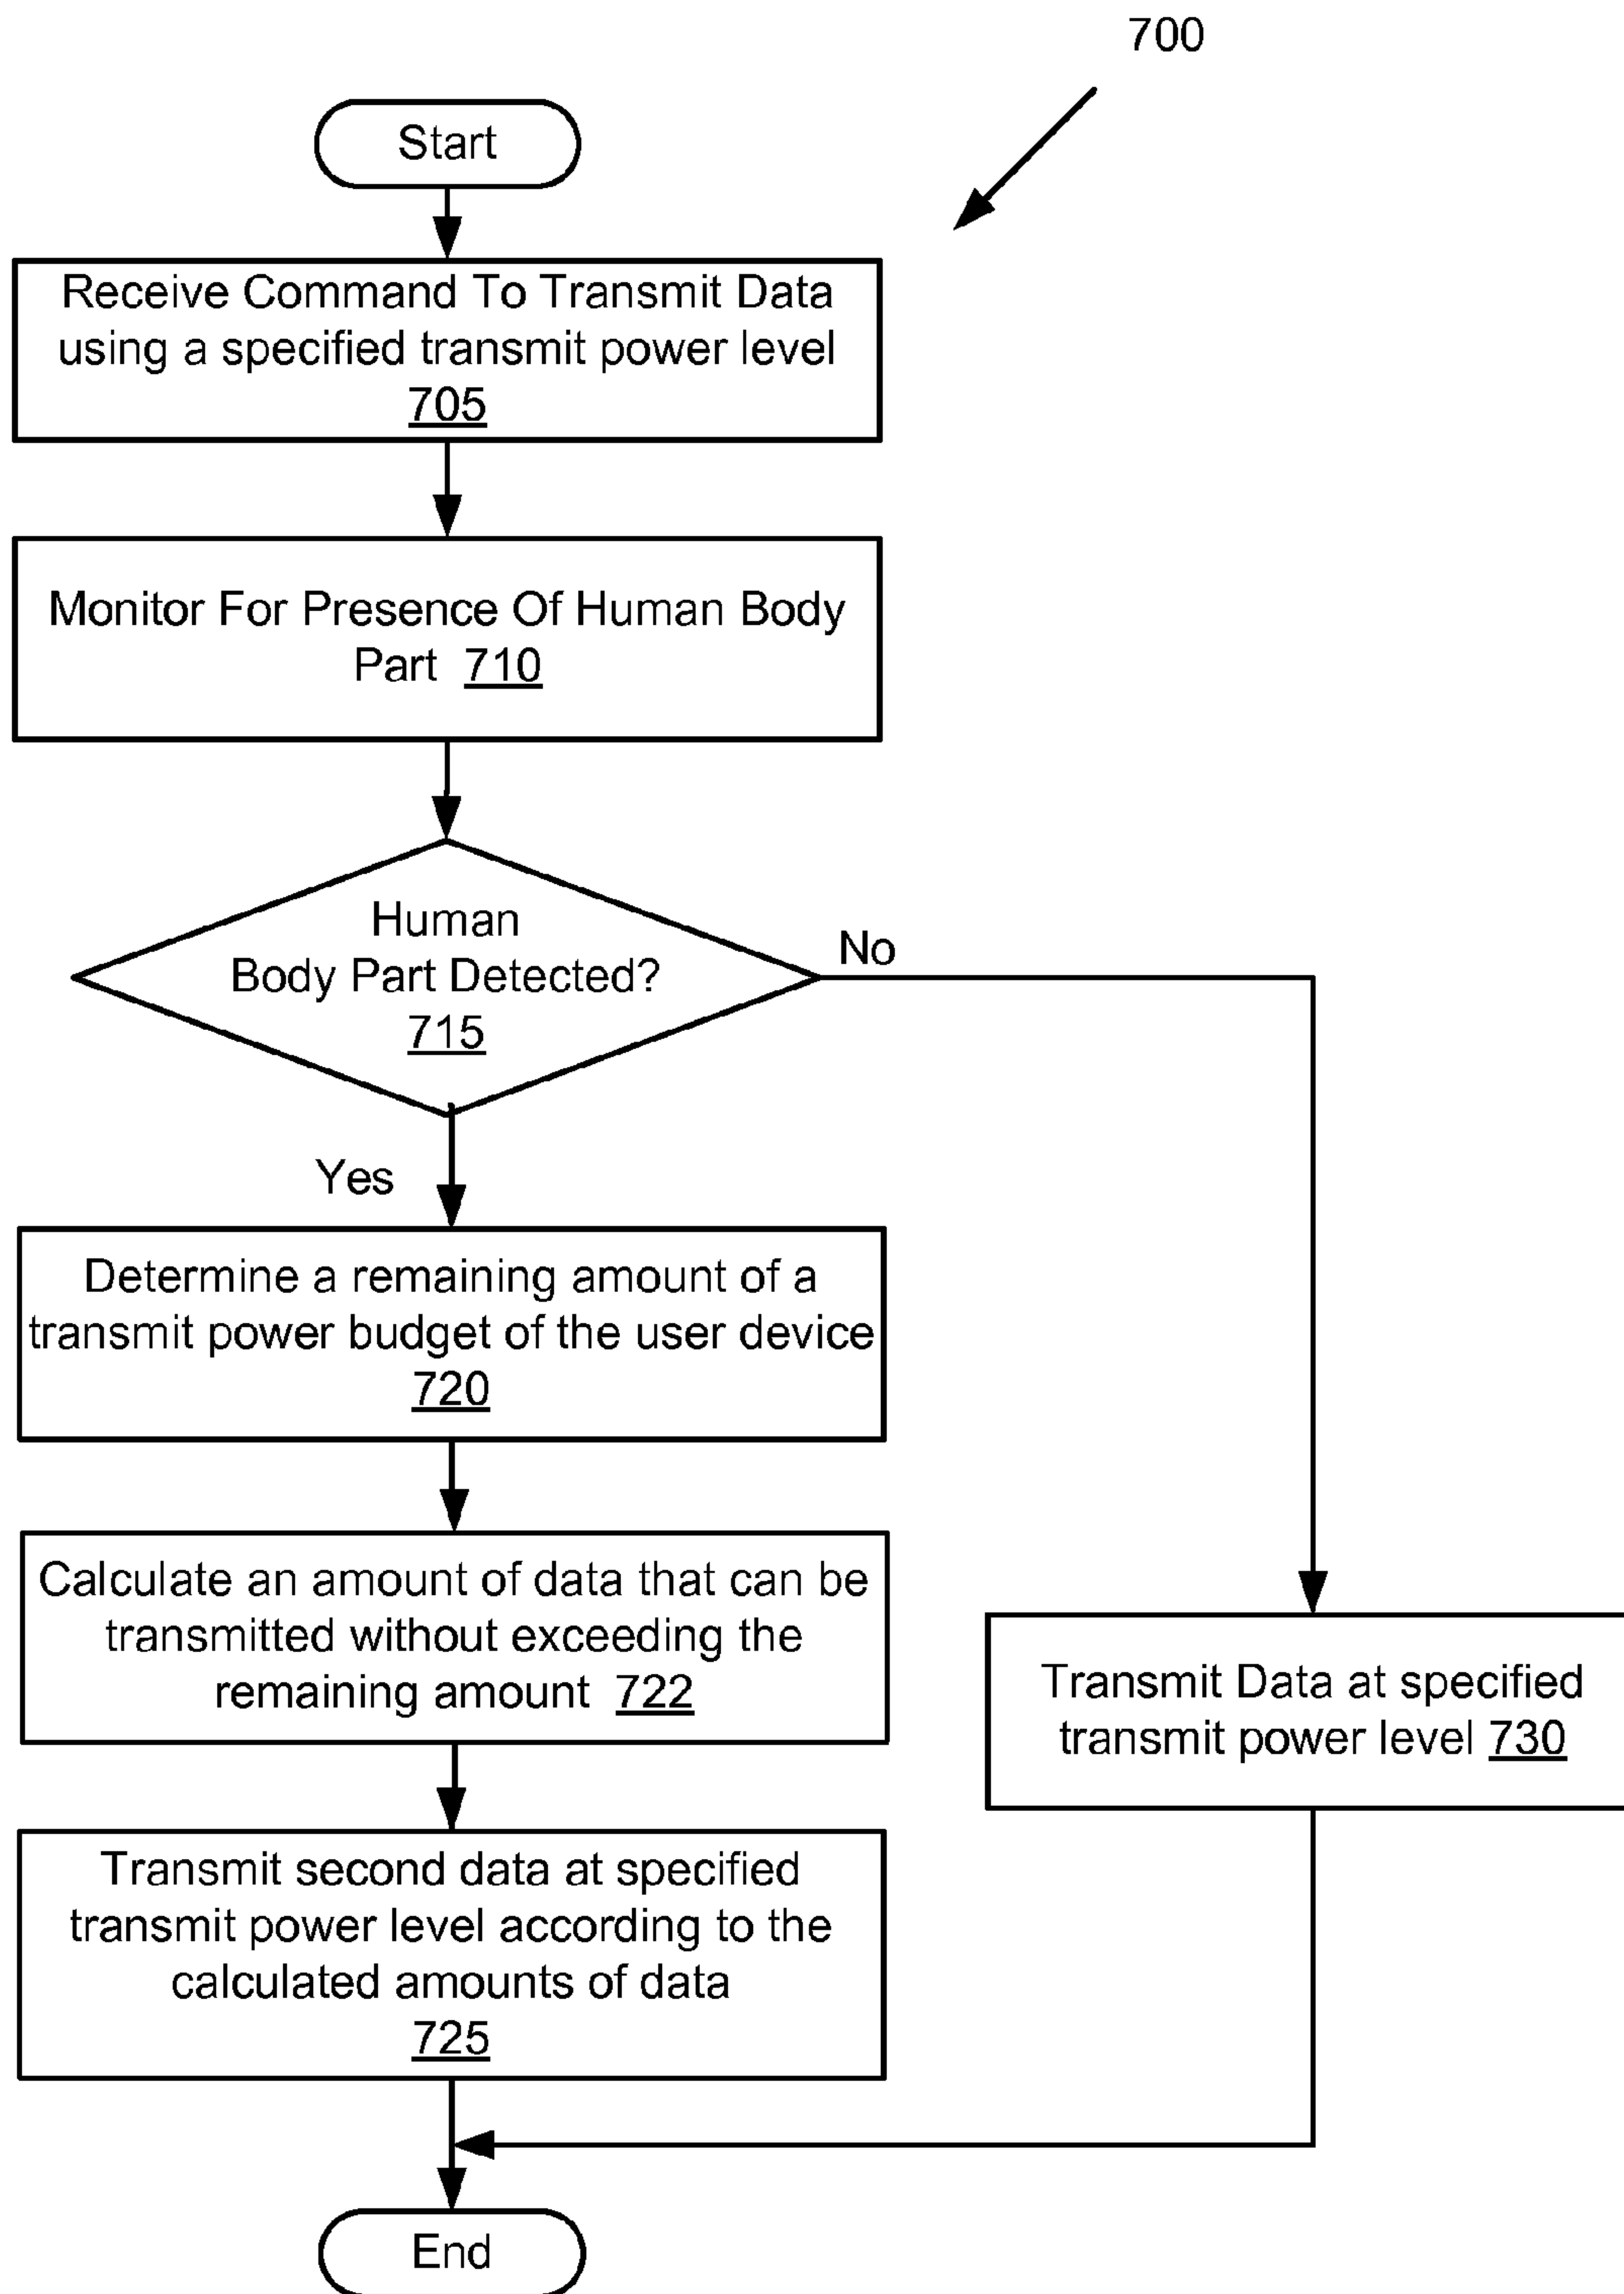 700
Start
Receive Command To Transmit Data
using a specified transmit power level
705
Monitor For Presence Of Human Body
Part 710
Human
Body Part Detected?
715
No
Yes
Determine a remaining amount of a
transmit power budget of the user device
720
Calculate an amount of data that can be
transmitted without exceeding the
remaining amount 722
Transmit Data at specified
transmit power level 730
Transmit second data at specified
transmit power level according to the
calculated amounts of data
725
End